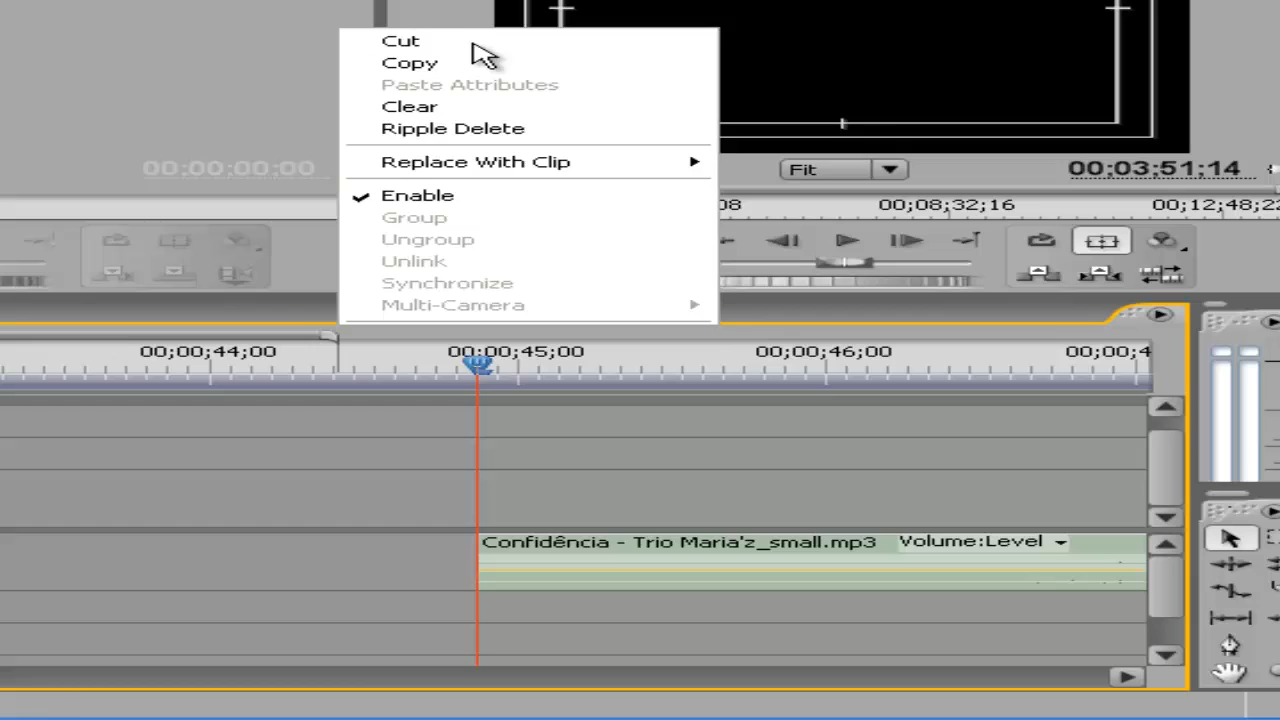 Cut
Copy
Paste Attributes
Clear
Ripple Delete
Replace With Clip
Enable
Group
Ungroup
Unlink
Synchronize
Multi-Camera
00;00;00;00
Fit
00;03;51;14
08
00;08;32;16
00;12;48;22
00;00;44;00
00;00;45;00
00;00;46;00
00;00;4
Confidência - Trio Maria'z_small.mp3
Volume:Level